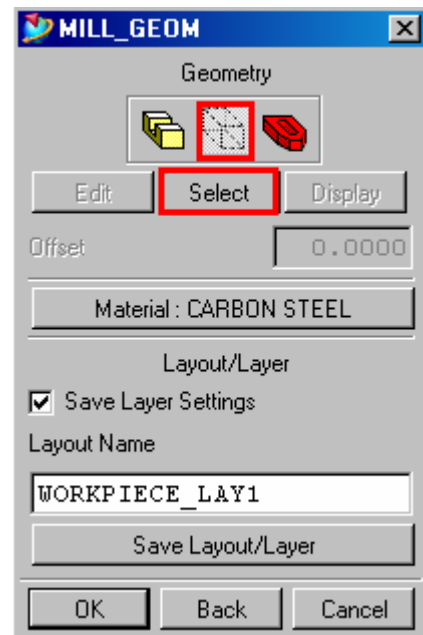 MILL_GEOM
Geometry
Edit Select Display
Offset 0.0000
Material : CARBON STEEL
Layout/Layer
Save Layer Settings
Layout Name
WORKPIECE_LAY1
Save Layout/Layer
OK Back Cancel